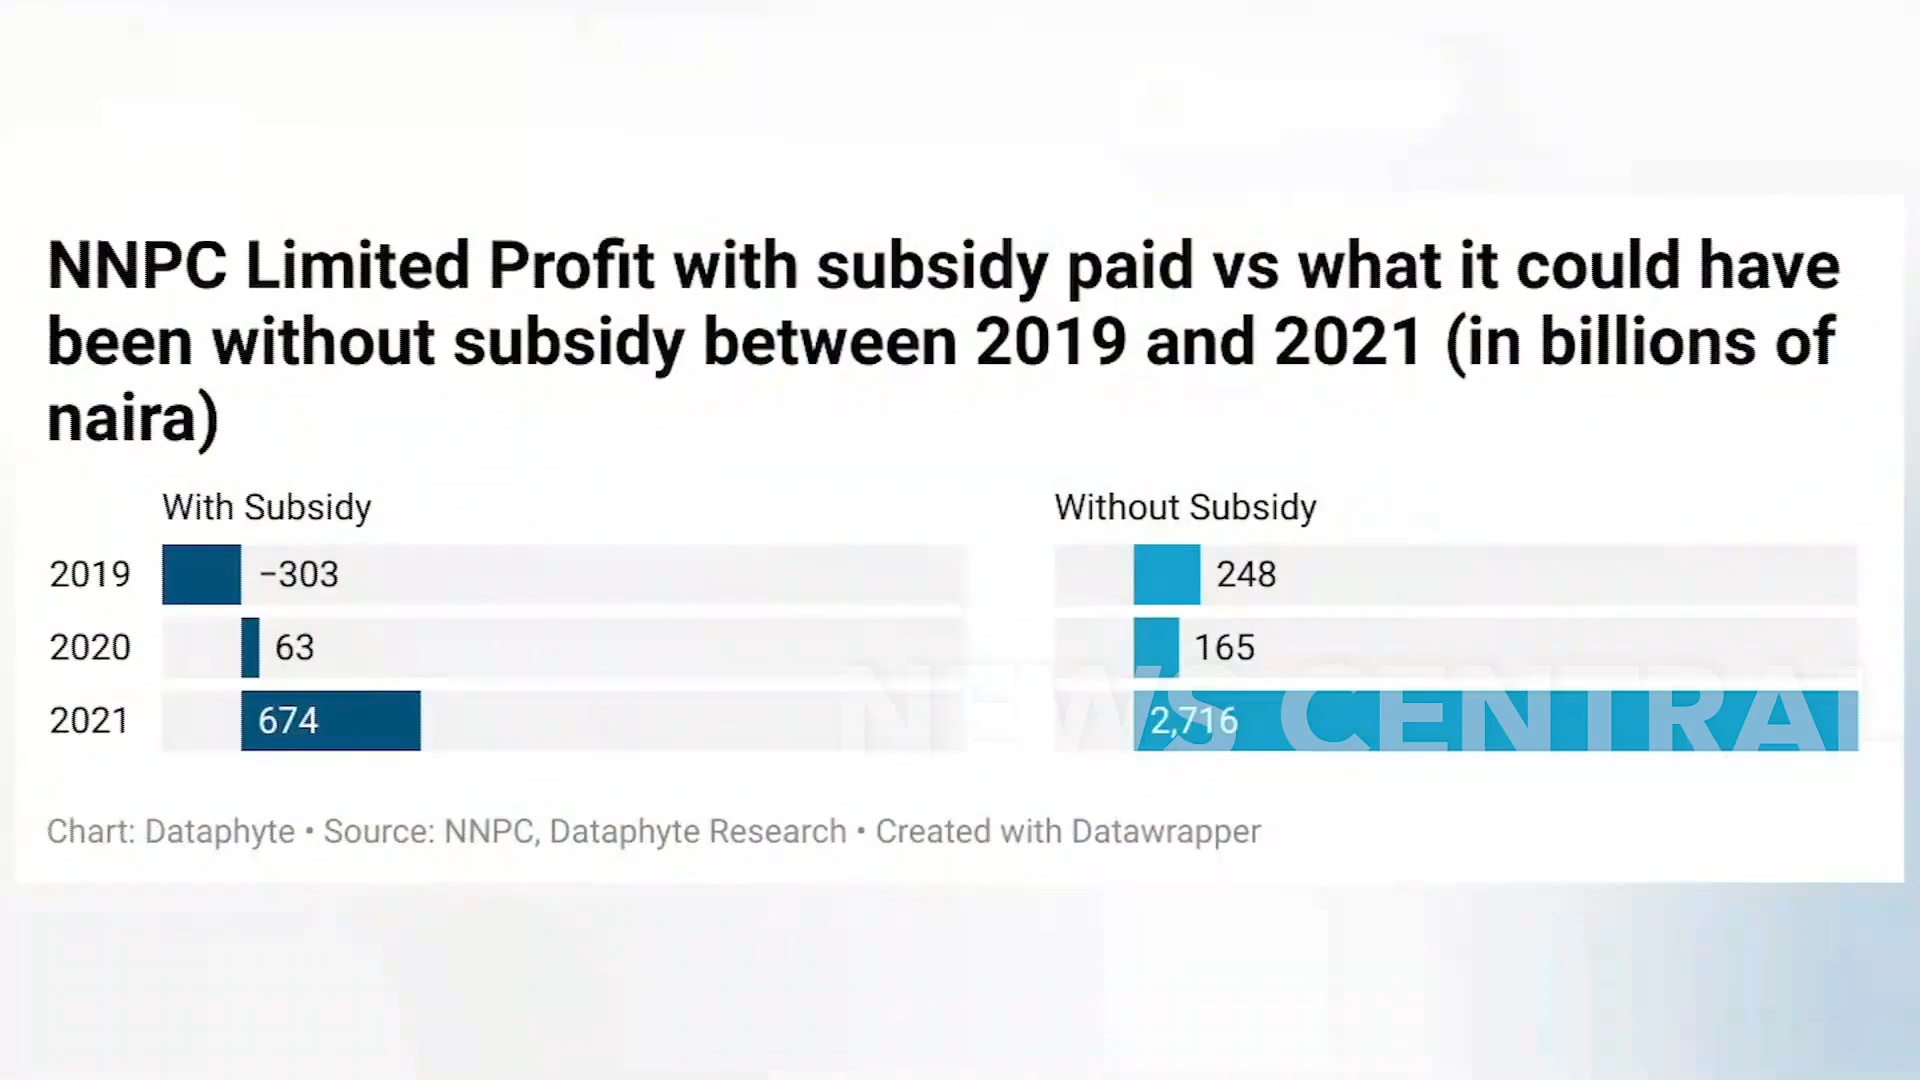 NNPC Limited Profit with subsidy paid vs what it could have
been without subsidy between 2019 and 2021 (in billions of
naira)
With Subsidy Without Subsidy
2019 −303 248
2020 63 165
2021 674 2,716
NEWS CENTRAL
Chart: Dataphyte • Source: NNPC, Dataphyte Research • Created with Datawrapper